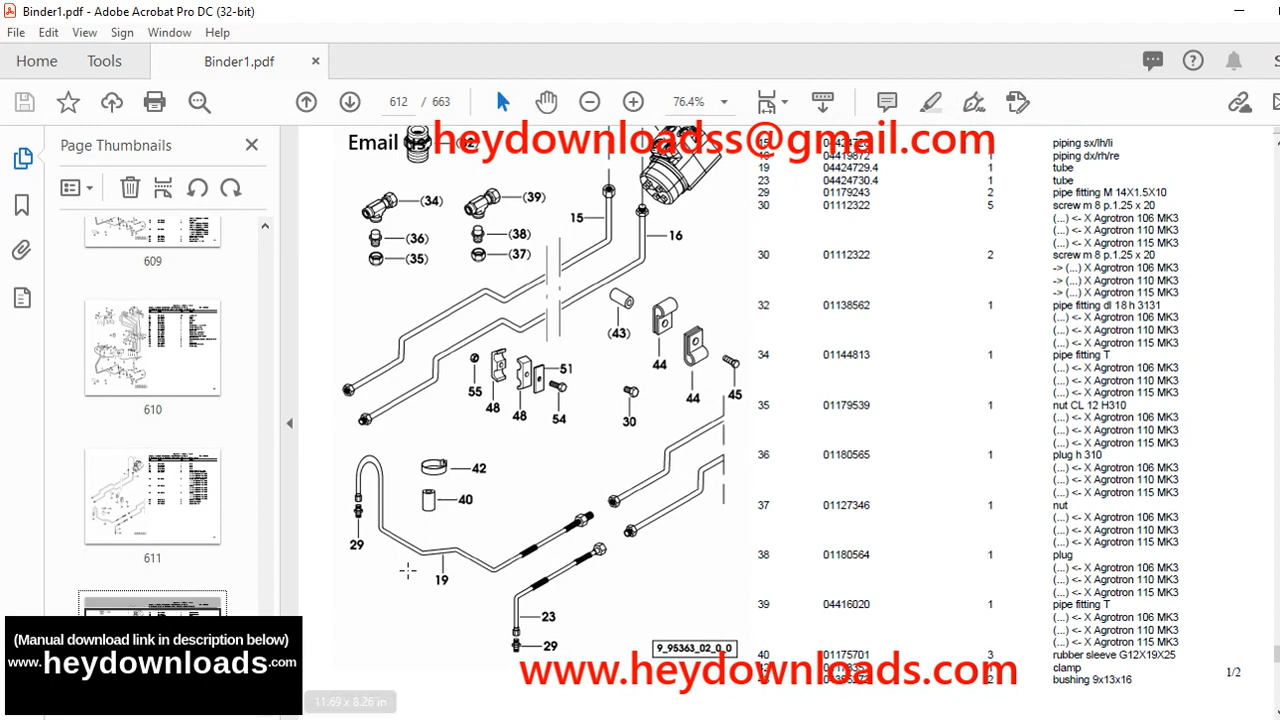 Binder1.pdf - Adobe Acrobat Pro DC (32-bit)
File Edit View Sign Window Help
Home Tools Binder1.pdf ×
612 / 663 76.4%
Page Thumbnails
609
610
611
Email
heydownloadss@gmail.com
(34) (39)
(36) (38)
(35) (37)
15
16
(43)
44
44
45
55
48
48
51
54
30
42
40
29
19
23
29
9_95363_02_0_0
piping sx/lh/li
1 piping dx/rh/re
19 04424729.4 1 tube
23 04424730.4 1 tube
29 01179243 2 pipe fitting M 14X1.5X10
30 01112322 5 screw m 8 p.1.25 x 20
(...) <- X Agrotron 106 MK3
(...) <- X Agrotron 110 MK3
(...) <- X Agrotron 115 MK3
30 01112322 2 screw m 8 p.1.25 x 20
-> (...) X Agrotron 106 MK3
-> (...) X Agrotron 110 MK3
-> (...) X Agrotron 115 MK3
32 01138562 1 pipe fitting dl 18 h 3131
(...) <- X Agrotron 106 MK3
(...) <- X Agrotron 110 MK3
(...) <- X Agrotron 115 MK3
34 01144813 1 pipe fitting T
(...) <- X Agrotron 106 MK3
(...) <- X Agrotron 110 MK3
(...) <- X Agrotron 115 MK3
35 01179539 1 nut CL 12 H310
(...) <- X Agrotron 106 MK3
(...) <- X Agrotron 110 MK3
(...) <- X Agrotron 115 MK3
36 01180565 1 plug h 310
(...) <- X Agrotron 106 MK3
(...) <- X Agrotron 110 MK3
(...) <- X Agrotron 115 MK3
37 01127346 1 nut
(...) <- X Agrotron 106 MK3
(...) <- X Agrotron 110 MK3
(...) <- X Agrotron 115 MK3
38 01180564 1 plug
(...) <- X Agrotron 106 MK3
(...) <- X Agrotron 110 MK3
(...) <- X Agrotron 115 MK3
39 04416020 1 pipe fitting T
(...) <- X Agrotron 106 MK3
(...) <- X Agrotron 110 MK3
(...) <- X Agrotron 115 MK3
40 01175701 3 rubber sleeve G12X19X25
clamp
2 bushing 9x13x16
1/2
www.heydownloads.com
(Manual download link in description below)
www.heydownloads.com
11.69 x 8.26 in